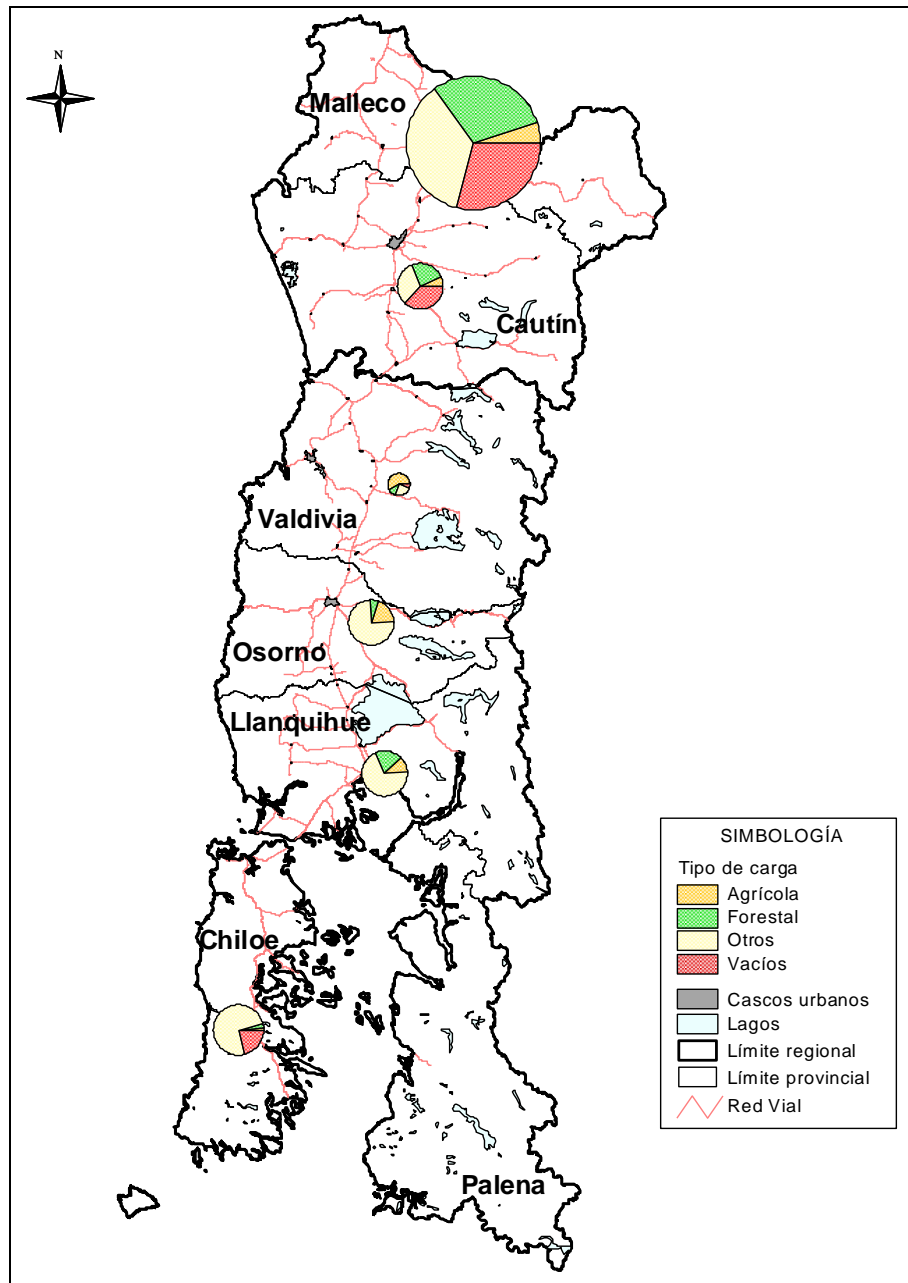 N
Malleco
Cautín
Valdivia
Osorno
Llanquihue
Chiloe
Palena
SIMBOLOGÍA
Tipo de carga
Agrícola
Forestal
Otros
Vacíos
Cascos urbanos
Lagos
Límite regional
Límite provincial
Red Vial